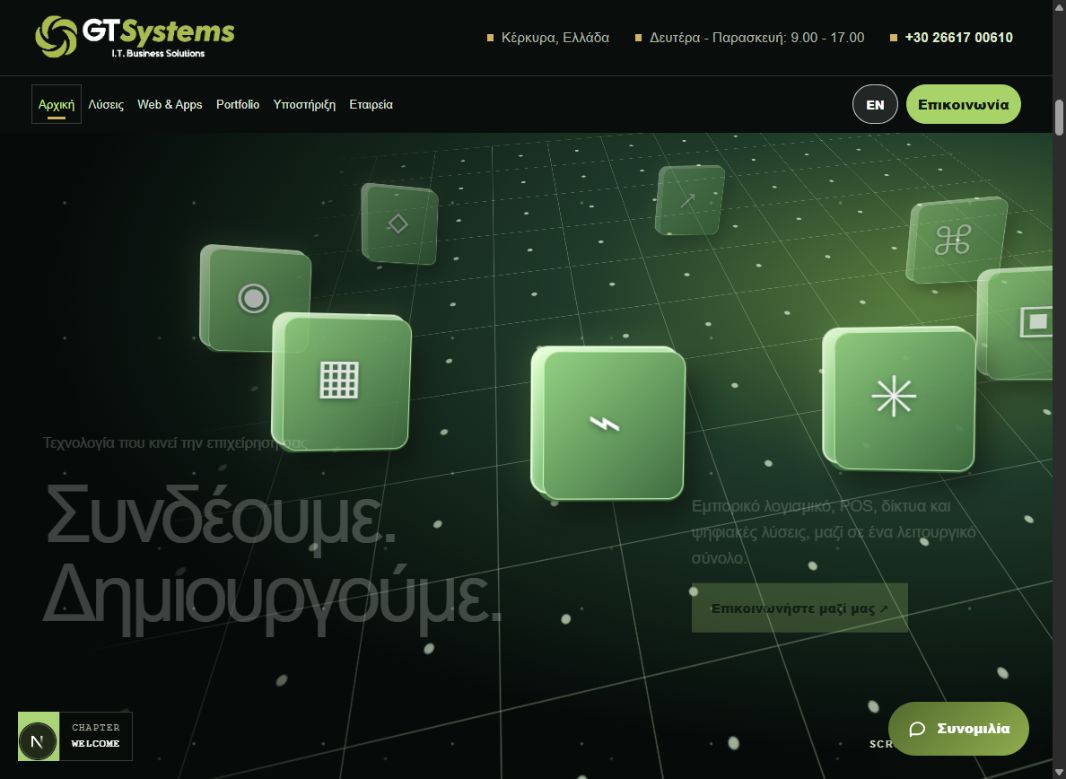 GTSystems
I.T. Business Solutions
Κέρκυρα, Ελλάδα
Δευτέρα - Παρασκευή: 9.00 - 17.00
+30 26617 00610
Αρχική
Λύσεις
Web & Apps
Portfolio
Υποστήριξη
Εταιρεία
EN
Επικοινωνία
Τεχνολογία που κινεί την επιχείρησή σας
Συνδέουμε.
Δημιουργούμε.
Εμπορικό λογισμικό, POS, δίκτυα και
ψηφιακές λύσεις, μαζί σε ένα λειτουργικό
σύνολο.
Επικοινωνήστε μαζί μας ↗
N
CHAPTER
WELCOME
SCR
Συνομιλία